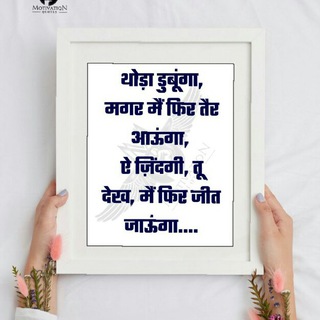 MOTIVATION
थोड़ा डुबूंगा,
मगर मैं फिर तैर
आऊंगा,
ऐ ज़िंदगी, तू
देख, मैं फिर जीत
जाऊंगा....